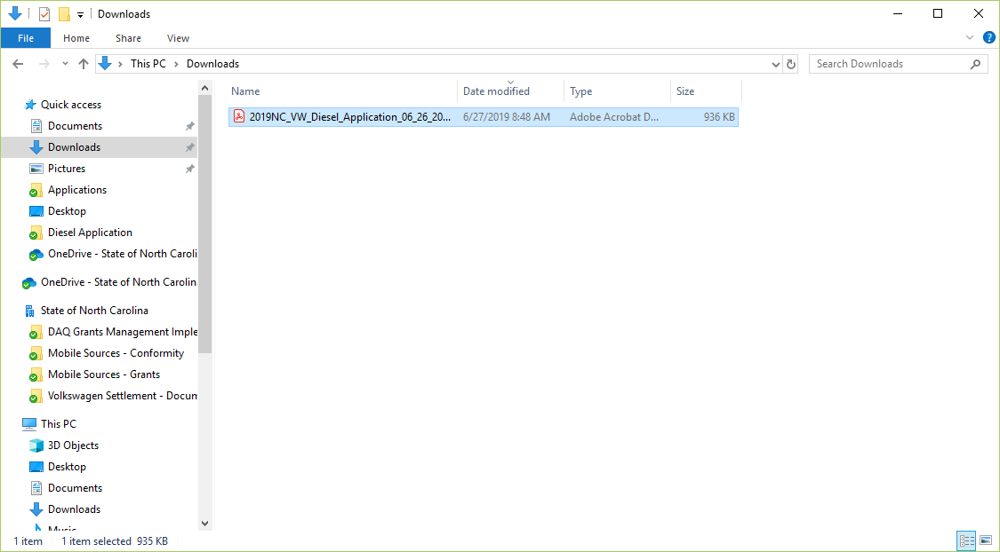 Downloads
File Home Share View
This PC Downloads
Search Downloads
Name Date modified Type Size
2019NC_VW_Diesel_Application_06_26_20... 6/27/2019 8:48 AM Adobe Acrobat D... 936 KB
Quick access
Documents
Downloads
Pictures
Applications
Desktop
Diesel Application
OneDrive - State of North Caroli
OneDrive - State of North Carolin
State of North Carolina
DAQ Grants Management Imple
Mobile Sources - Conformity
Mobile Sources - Grants
Volkswagen Settlement - Docum
This PC
3D Objects
Desktop
Documents
Downloads
Music
1 item 1 item selected 935 KB